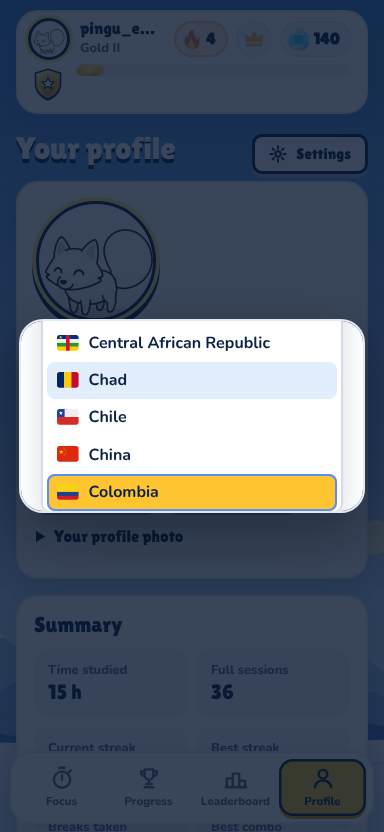 pingu_e...
Gold II
4
140
Your profile
Settings
Central African Republic
Chad
Chile
China
Colombia
Your profile photo
Summary
Time studied
15 h
Full sessions
36
Current streak
Best streak
Focus
Progress
Leaderboard
Profile
Breaks taken
Best combo